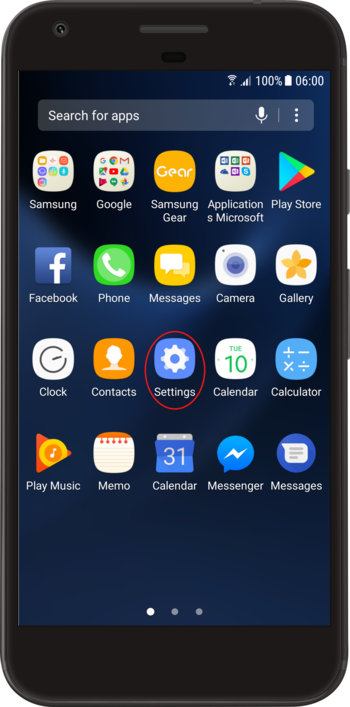 100% 06:00
Search for apps
Samsung
Google
Gear
Samsung
Gear
Application
s Microsoft
Play Store
Facebook
Phone
Messages
Camera
Gallery
Clock
Contacts
Settings
TUE
10
Calendar
Calculator
Play Music
Memo
31
Calendar
Messenger
Messages